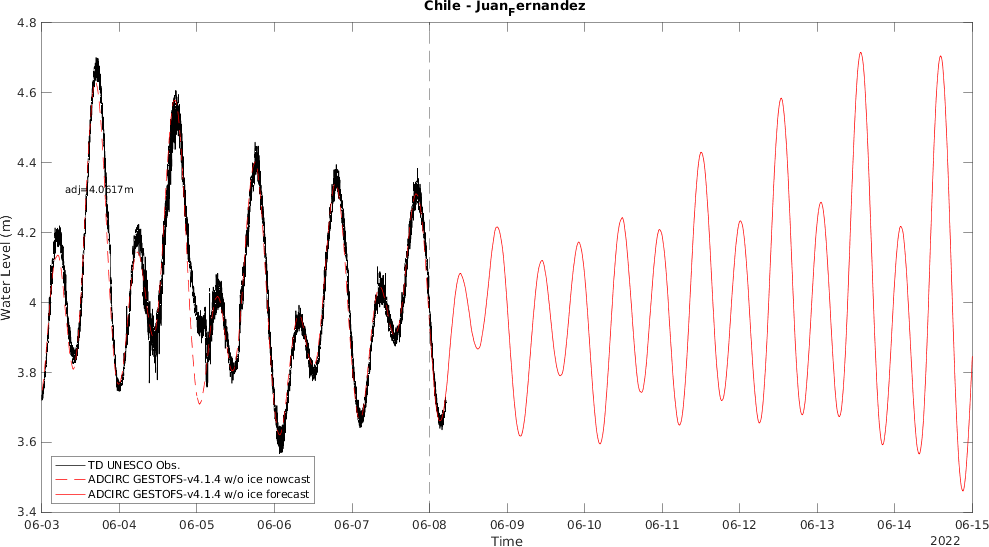 Chile - JuanFernandez
4.8
4.6
4.4
4.2
4
3.8
3.6
3.4
Water Level (m)
adj=4.0617m
TD UNESCO Obs.
ADCIRC GESTOFS-v4.1.4 w/o ice nowcast
ADCIRC GESTOFS-v4.1.4 w/o ice forecast
06-03 06-04 06-05 06-06 06-07 06-08 06-09 06-10 06-11 06-12 06-13 06-14 06-15
Time
2022